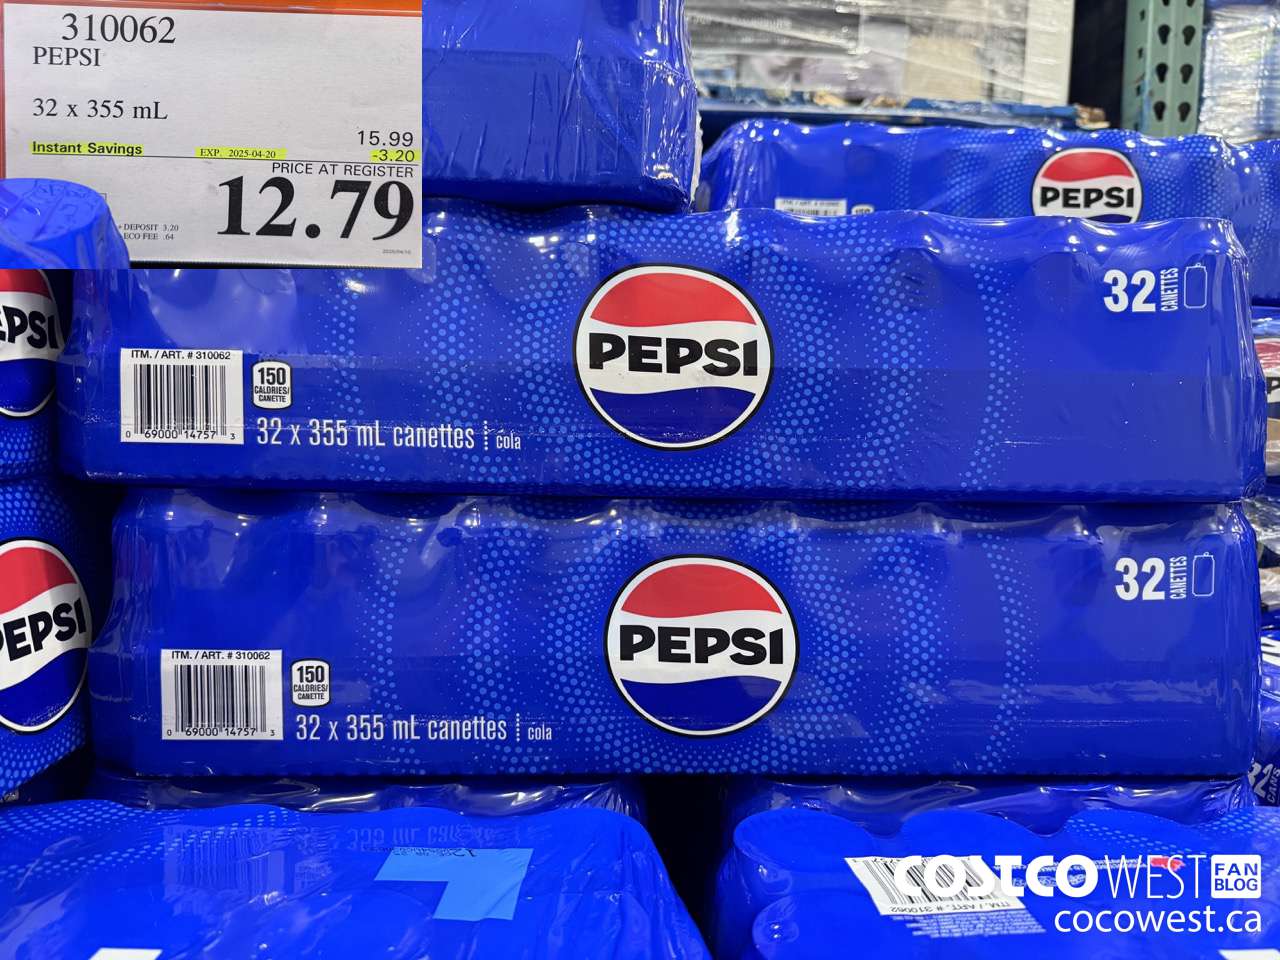 310062
PEPSI
32 x 355 mL
15.99
Instant Savings EXP. 2025-04-20 -3.20
PRICE AT REGISTER
12.79
+ DEPOSIT 3.20
ECO FEE .64
PEPSI
PEPSI
32 CANETTES
ITM. / ART. # 310062
150
CALORIES/
CANETTE
0 69000 14757 3
32 x 355 mL canettes cola
PEPSI
PEPSI
32 CANETTES
ITM. / ART. # 310062
150
CALORIES/
CANETTE
0 69000 14757 3
32 x 355 mL canettes cola
PEPSI
ITM. / ART. # 310062
COSTCO WEST FAN BLOG
cocowest.ca